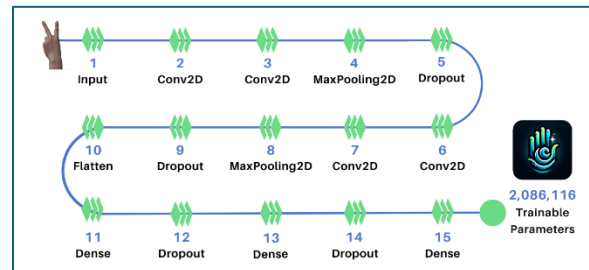 1 2 3 4 5
Input Conv2D Conv2D MaxPooling2D Dropout
10 9 8 7 6
Flatten Dropout MaxPooling2D Conv2D Conv2D
2,086,116
Trainable
Parameters
11 12 13 14 15
Dense Dropout Dense Dropout Dense